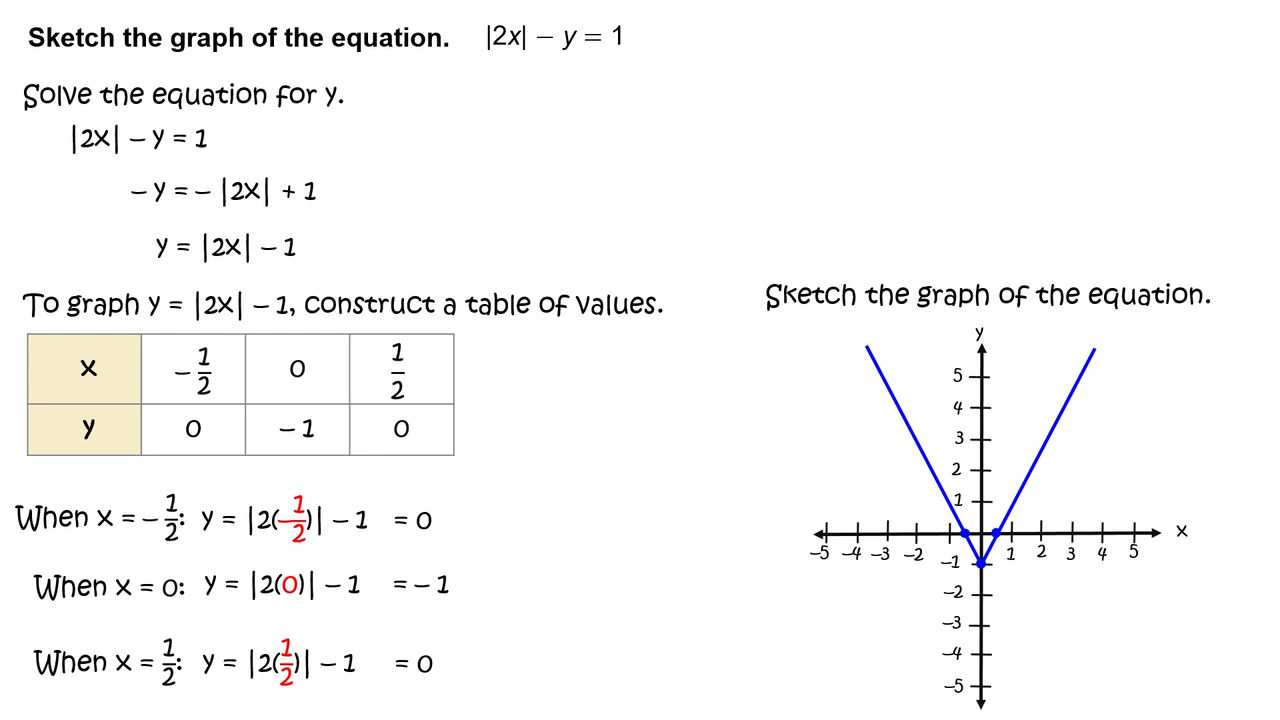 Sketch the graph of the equation. |2x| − y = 1
Solve the equation for y.
|2x| − y = 1
− y = − |2x| + 1
y = |2x| − 1
To graph y = |2x| − 1, construct a table of values.
x −1/2 0 1/2
y 0 −1 0
When x = −1/2: y = |2(−1/2)| − 1 = 0
When x = 0: y = |2(0)| − 1 = −1
When x = 1/2: y = |2(1/2)| − 1 = 0
Sketch the graph of the equation.
y
5
4
3
2
1
x
−5 −4 −3 −2 1 2 3 4 5
−1
−2
−3
−4
−5